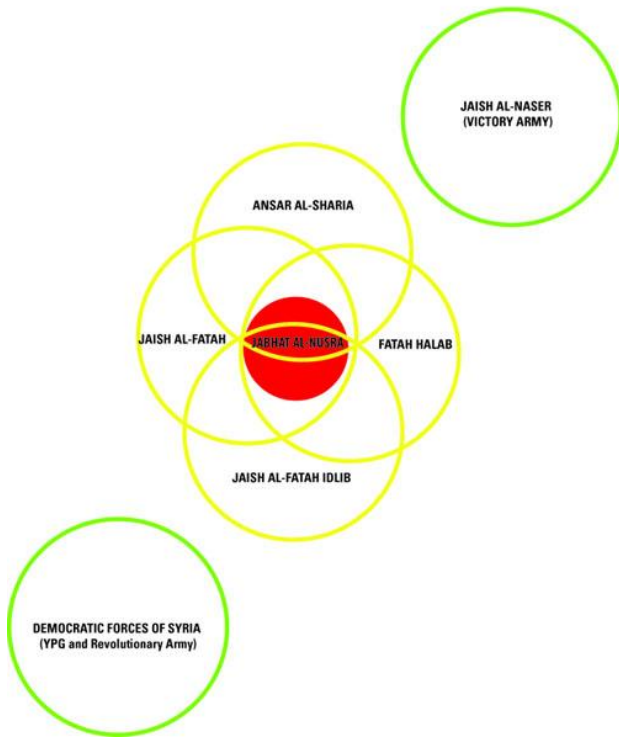 JAISH AL-NASER
(VICTORY ARMY)
ANSAR AL-SHARIA
JAISH AL-FATAH
JABHAT AL-NUSRA
FATAH HALAB
JAISH AL-FATAH IDLIB
DEMOCRATIC FORCES OF SYRIA
(YPG and Revolutionary Army)